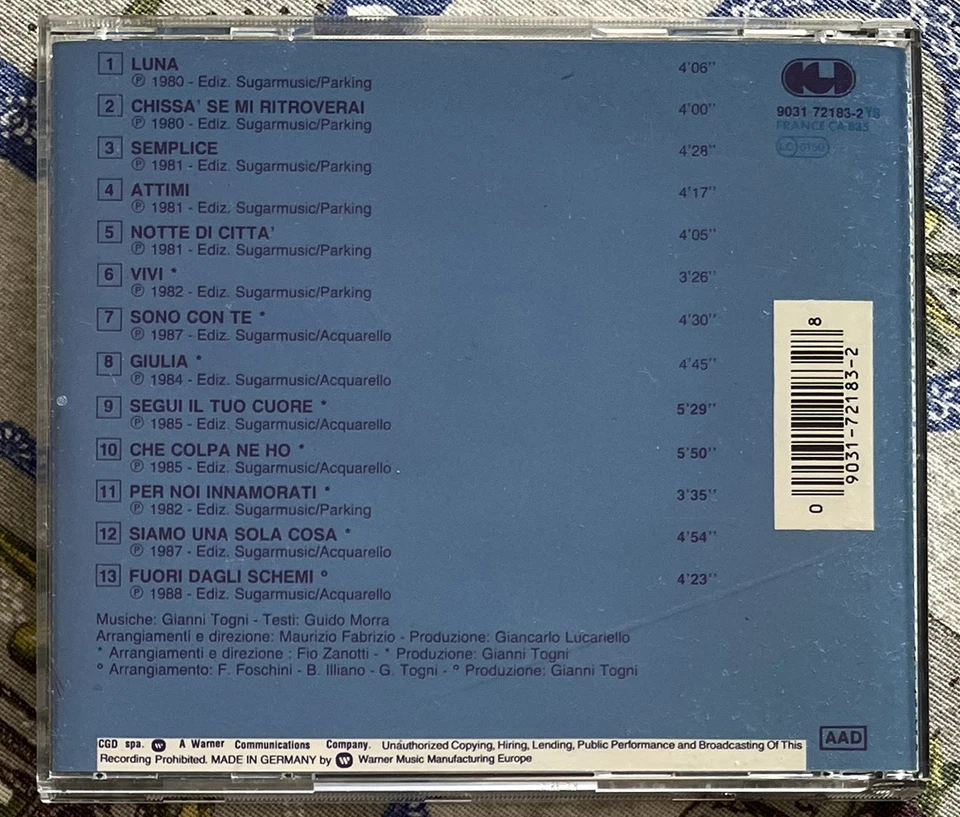 1 LUNA 4'06''
℗ 1980 - Ediz. Sugarmusic/Parking
2 CHISSA' SE MI RITROVERAI 4'00''
℗ 1980 - Ediz. Sugarmusic/Parking
3 SEMPLICE 4'28''
℗ 1981 - Ediz. Sugarmusic/Parking
4 ATTIMI 4'17''
℗ 1981 - Ediz. Sugarmusic/Parking
5 NOTTE DI CITTA' 4'05''
℗ 1981 - Ediz. Sugarmusic/Parking
6 VIVI * 3'26''
℗ 1982 - Ediz. Sugarmusic/Parking
7 SONO CON TE * 4'30''
℗ 1987 - Ediz. Sugarmusic/Acquarello
8 GIULIA * 4'45''
℗ 1984 - Ediz. Sugarmusic/Acquarello
9 SEGUI IL TUO CUORE * 5'29''
℗ 1985 - Ediz. Sugarmusic/Acquarello
10 CHE COLPA NE HO * 5'50''
℗ 1985 - Ediz. Sugarmusic/Acquarello
11 PER NOI INNAMORATI * 3'35''
℗ 1982 - Ediz. Sugarmusic/Parking
12 SIAMO UNA SOLA COSA * 4'54''
℗ 1987 - Ediz. Sugarmusic/Acquarello
13 FUORI DAGLI SCHEMI ° 4'23''
℗ 1988 - Ediz. Sugarmusic/Acquarello
Musiche: Gianni Togni - Testi: Guido Morra
Arrangiamenti e direzione: Maurizio Fabrizio - Produzione: Giancarlo Lucariello
* Arrangiamenti e direzione : Fio Zanotti - * Produzione: Gianni Togni
° Arrangiamento: F. Foschini - B. Illiano - G. Togni - ° Produzione: Gianni Togni
9031 72183-2 YS
FRANCE CA 835
LC 0150
8
9031-72183-2
0
AAD
CGD spa. A Warner Communications Company. Unauthorized Copying, Hiring, Lending, Public Performance and Broadcasting Of This
Recording Prohibited. MADE IN GERMANY by Warner Music Manufacturing Europe